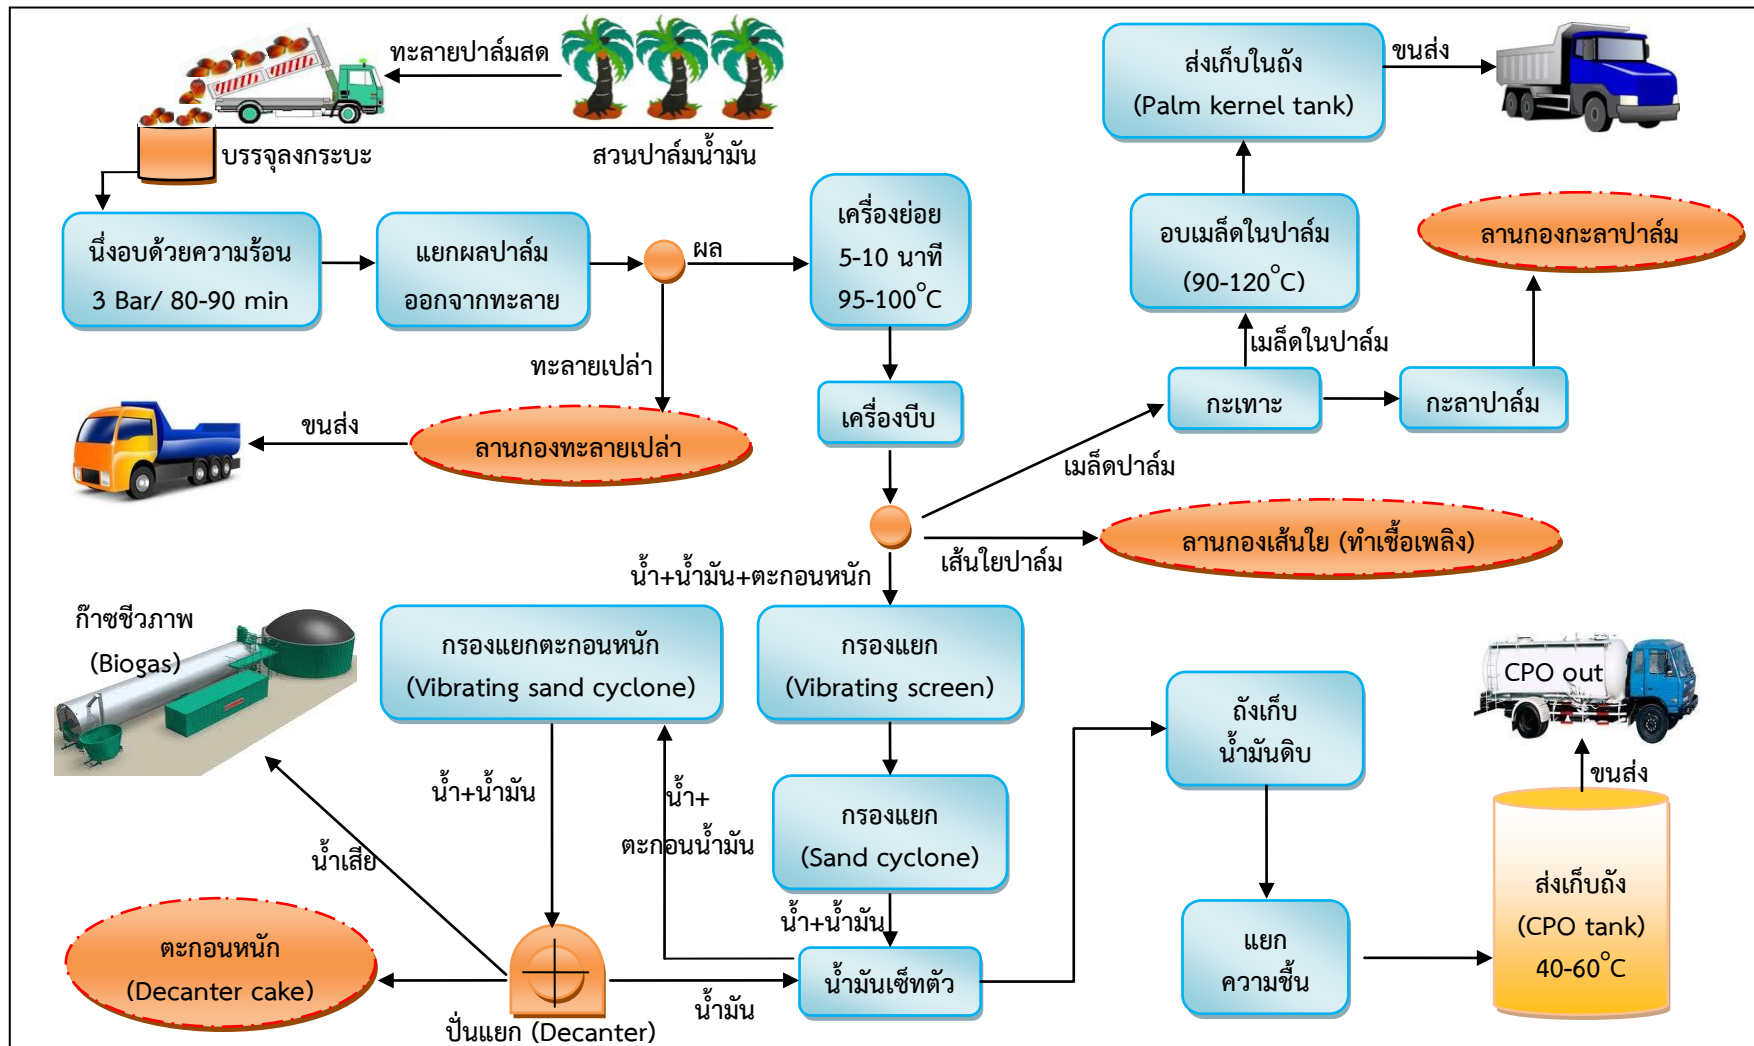 ทะลายปาล์มสด
บรรจุลงกระบะ
สวนปาล์มน้ำมัน
นึ่งอบด้วยความร้อน
3 Bar/ 80-90 min
แยกผลปาล์ม
ออกจากทะลาย
ผล
เครื่องย่อย
5-10 นาที
95-100°C
ทะลายเปล่า
ลานกองทะลายเปล่า
ขนส่ง
เครื่องบีบ
ส่งเก็บในถัง
(Palm kernel tank)
ขนส่ง
อบเมล็ดในปาล์ม
(90-120°C)
ลานกองกะลาปาล์ม
เมล็ดในปาล์ม
กะเทาะ
กะลาปาล์ม
เมล็ดปาล์ม
ลานกองเส้นใย (ทำเชื้อเพลิง)
เส้นใยปาล์ม
น้ำ+น้ำมัน+ตะกอนหนัก
ก๊าซชีวภาพ
(Biogas)
กรองแยกตะกอนหนัก
(Vibrating sand cyclone)
กรองแยก
(Vibrating screen)
น้ำ+น้ำมัน
น้ำ+
ตะกอนน้ำมัน
กรองแยก
(Sand cyclone)
น้ำเสีย
น้ำ+น้ำมัน
ตะกอนหนัก
(Decanter cake)
ปั่นแยก (Decanter)
น้ำมัน
น้ำมันเซ็ทตัว
ถังเก็บ
น้ำมันดิบ
แยก
ความชื้น
CPO out
ขนส่ง
ส่งเก็บถัง
(CPO tank)
40-60°C